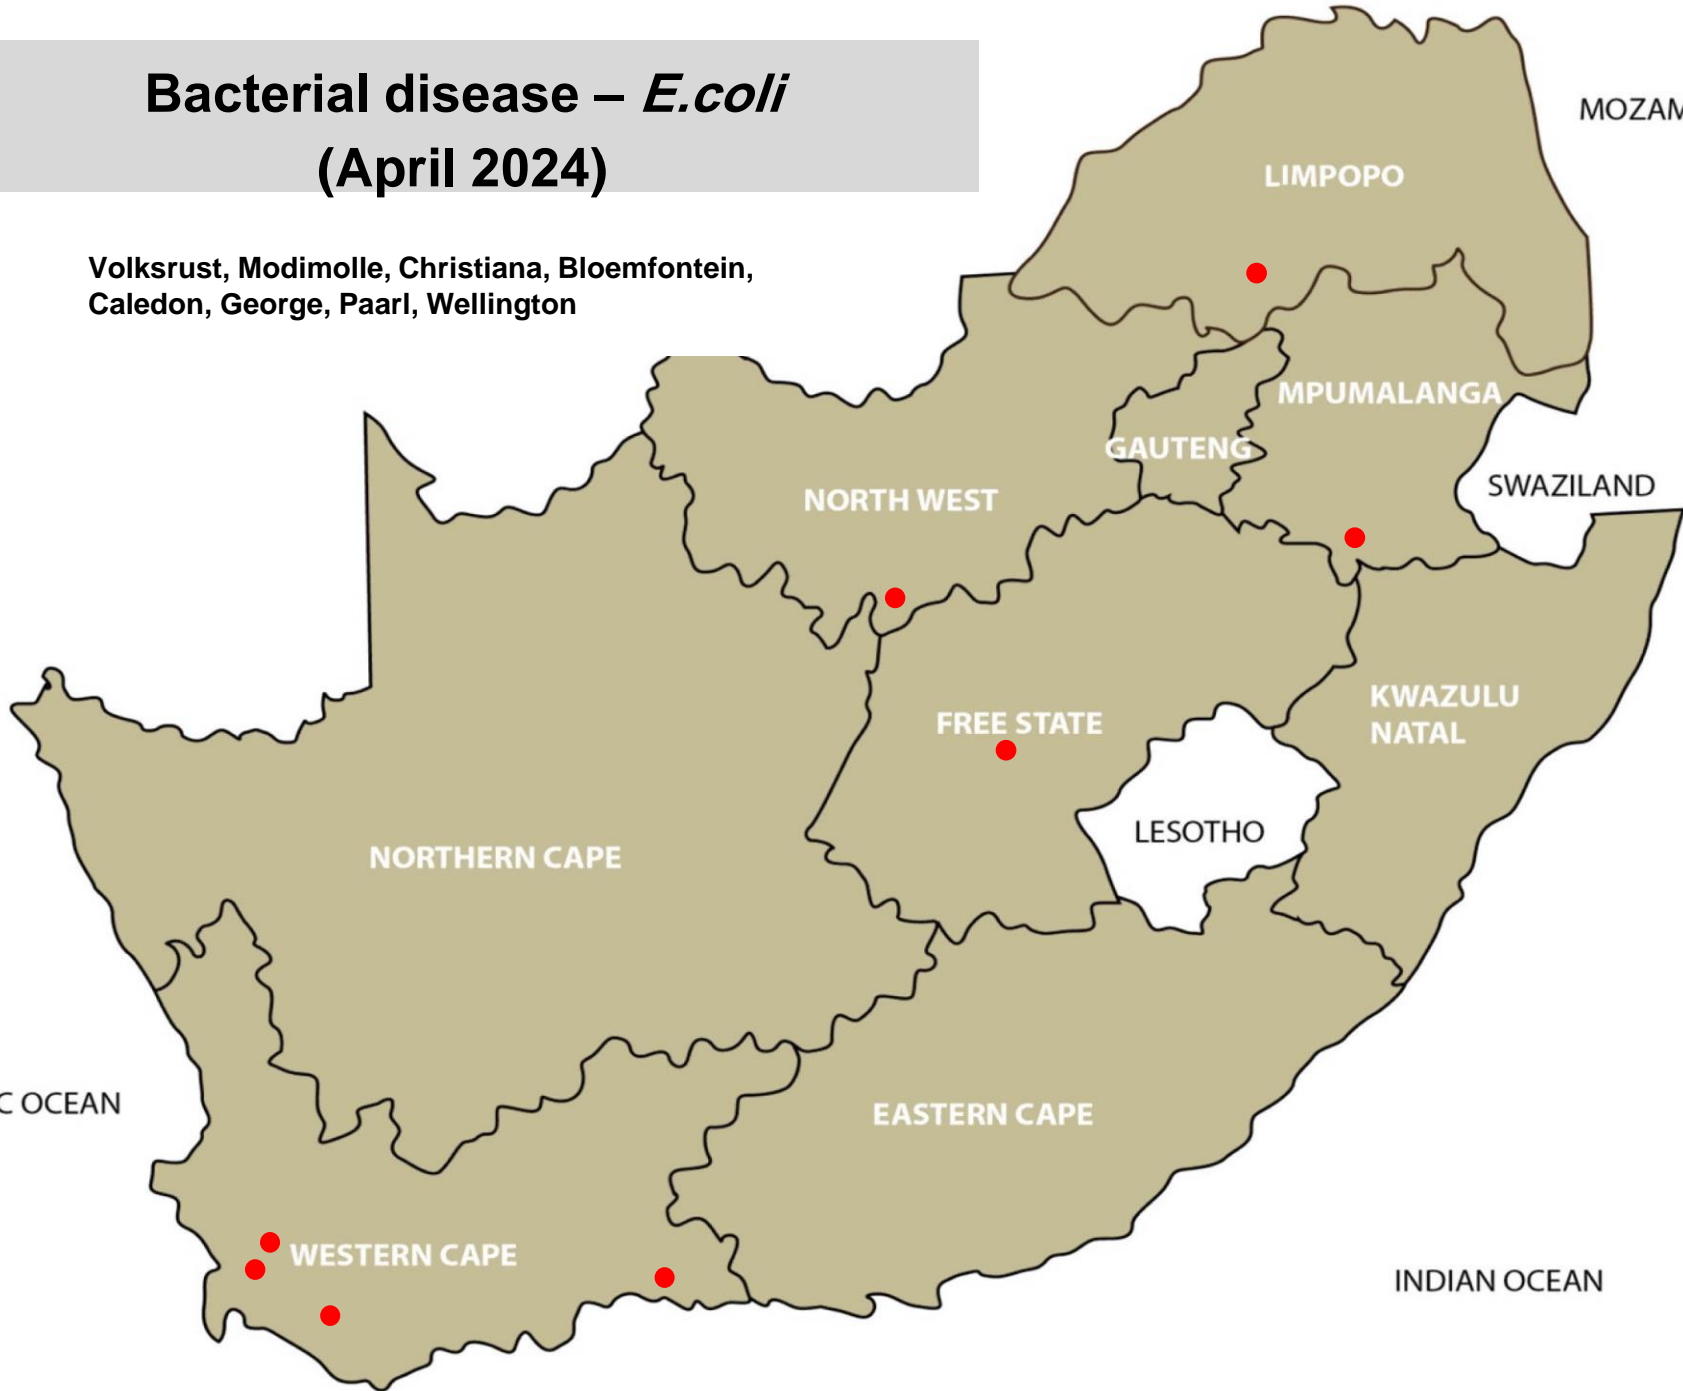 Bacterial disease – E.coli
(April 2024)
MOZAM
LIMPOPO
Volksrust, Modimolle, Christiana, Bloemfontein,
Caledon, George, Paarl, Wellington
MPUMALANGA
GAUTENG
NORTH WEST
SWAZILAND
KWAZULU
NATAL
FREE STATE
LESOTHO
NORTHERN CAPE
C OCEAN
EASTERN CAPE
WESTERN CAPE
INDIAN OCEAN